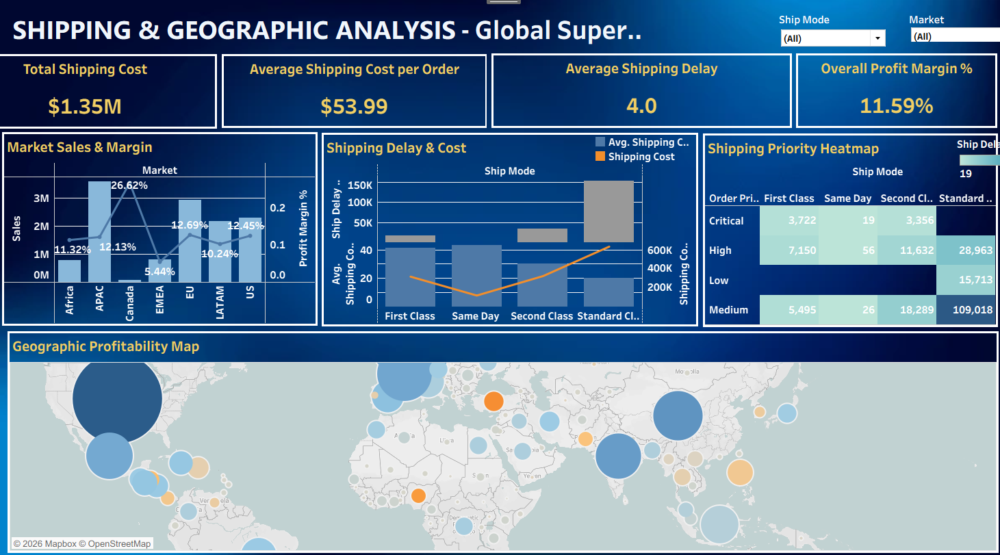 SHIPPING & GEOGRAPHIC ANALYSIS - Global Super..
Ship Mode
(All)
Market
(All)
Total Shipping Cost
$1.35M
Average Shipping Cost per Order
$53.99
Average Shipping Delay
4.0
Overall Profit Margin %
11.59%
Market Sales & Margin
Market
Sales
3M
2M
1M
0M
26.62%
12.69%
12.45%
11.32%
12.13%
10.24%
5.44%
0.2
0.1
0.0
Profit Margin %
Africa
APAC
Canada
EMEA
EU
LATAM
US
Shipping Delay & Cost
Avg. Shipping C..
Shipping Cost
Ship Mode
Ship Delay ..
150K
100K
50K
Avg.
Shipping Co..
40
20
0
600K
400K
200K
Shipping Co..
First Class
Same Day
Second Class
Standard Cl..
Shipping Priority Heatmap
Ship Dela
19
Ship Mode
Order Pri.. First Class Same Day Second Cl.. Standard ..
Critical 3,722 19 3,356
High 7,150 56 11,632 28,963
Low 15,713
Medium 5,495 26 18,289 109,018
Geographic Profitability Map
© 2026 Mapbox © OpenStreetMap